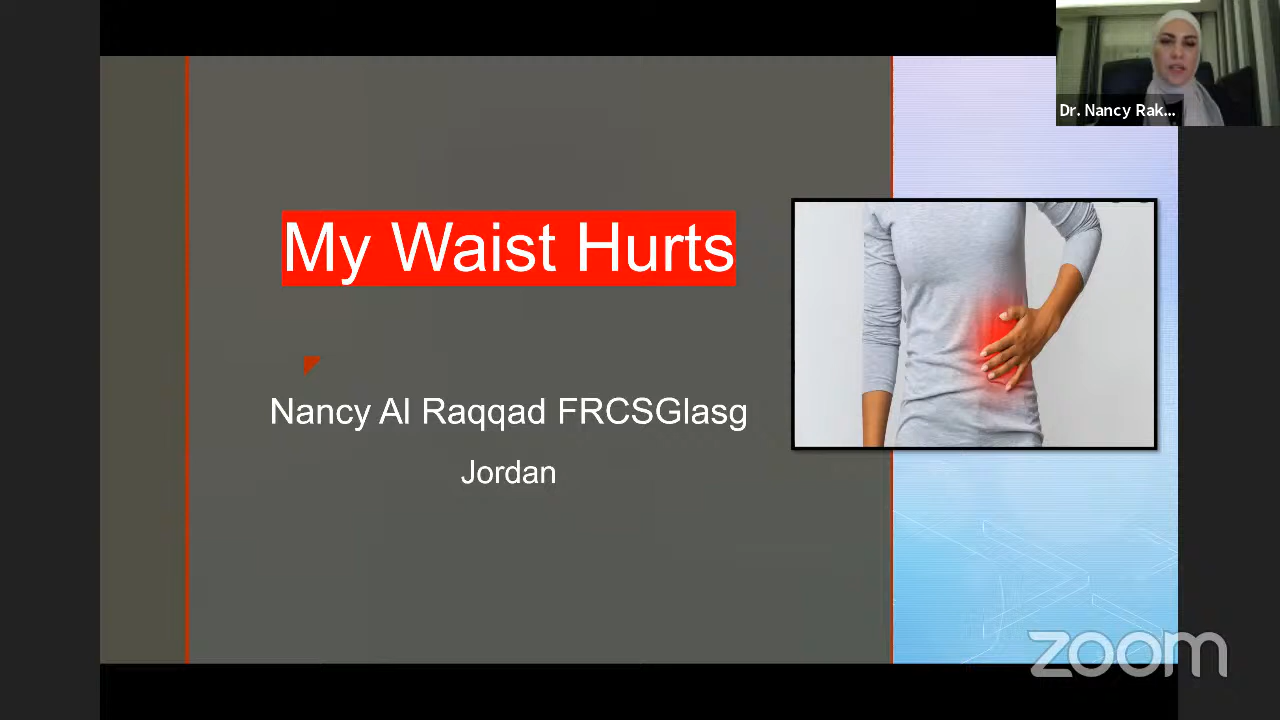 Dr. Nancy Rak...
My Waist Hurts
Nancy Al Raqqad FRCSGlasg
Jordan
zoom